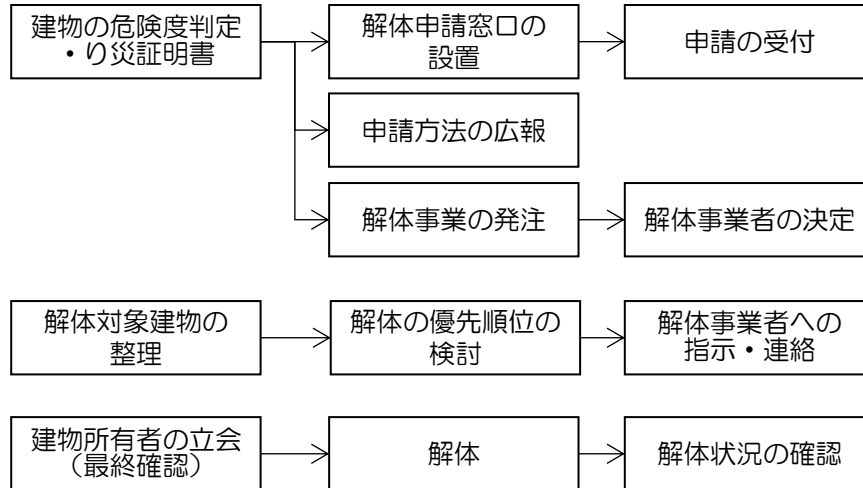 建物の危険度判定
・り災証明書
解体申請窓口の
設置
申請の受付
申請方法の広報
解体事業の発注
解体事業者の決定
解体対象建物の
整理
解体の優先順位の
検討
解体事業者への
指示・連絡
建物所有者の立会
（最終確認）
解体
解体状況の確認